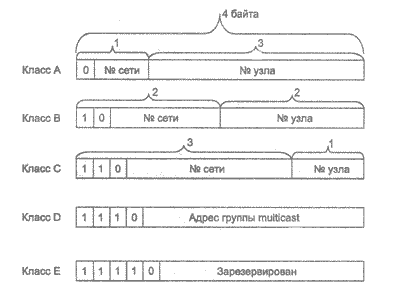 4 байта
1 3
Класс А 0 № сети № узла
2 2
Класс В 1 0 № сети № узла
3 1
Класс С 1 1 0 № сети № узла
Класс D 1 1 1 0 Адрес группы multicast
Класс Е 1 1 1 1 0 Зарезервирован